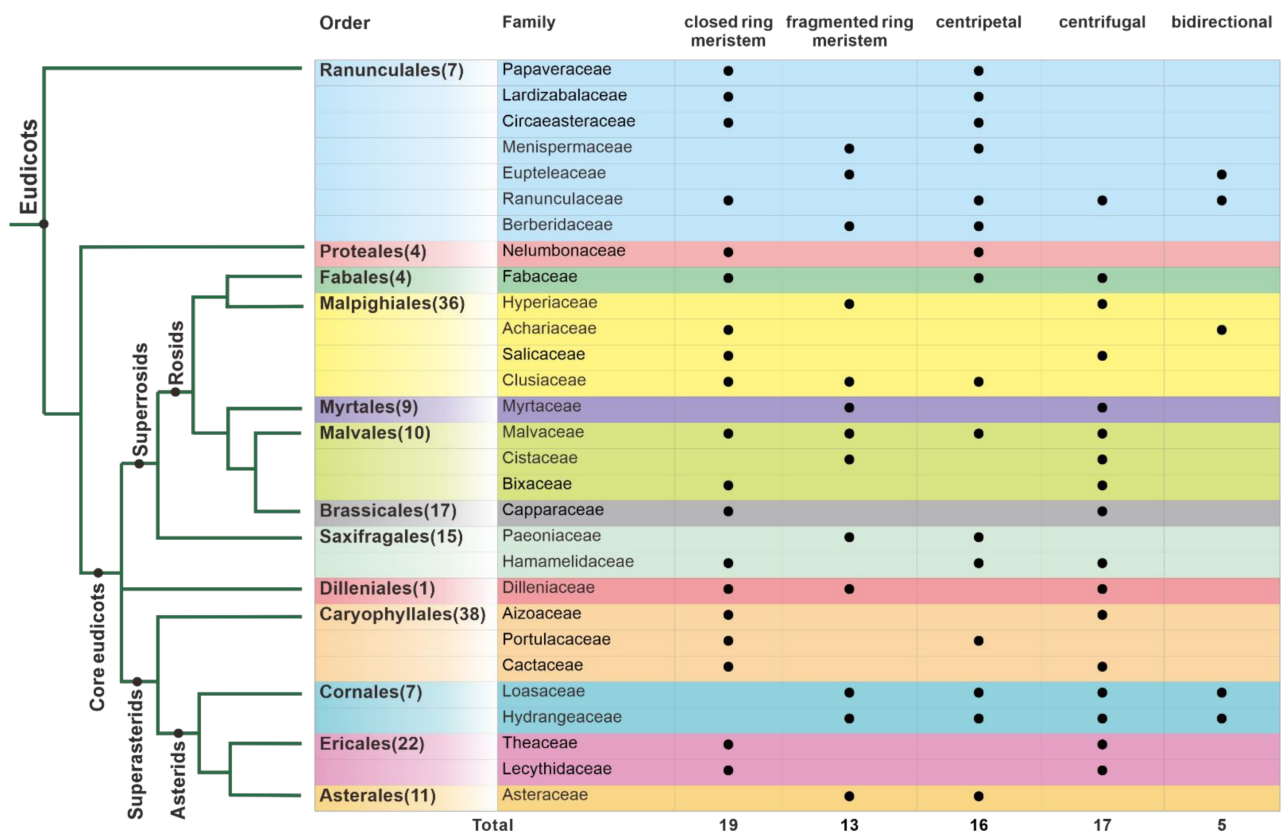 Order Family closed ring meristem fragmented ring meristem centripetal centrifugal bidirectional
Ranunculales(7) Papaveraceae
Lardizabalaceae
Circaeasteraceae
Menispermaceae
Eupteleaceae
Ranunculaceae
Berberidaceae
Proteales(4) Nelumbonaceae
Fabales(4) Fabaceae
Malpighiales(36) Hyperiaceae
Achariaceae
Salicaceae
Clusiaceae
Myrtales(9) Myrtaceae
Malvales(10) Malvaceae
Cistaceae
Bixaceae
Brassicales(17) Capparaceae
Saxifragales(15) Paeoniaceae
Hamamelidaceae
Dilleniales(1) Dilleniaceae
Caryophyllales(38) Aizoaceae
Portulacaceae
Cactaceae
Cornales(7) Loasaceae
Hydrangeaceae
Ericales(22) Theaceae
Lecythidaceae
Asterales(11) Asteraceae
Total 19 13 16 17 5
Eudicots
Rosids
Superrosids
Core eudicots
Superasterids
Asterids